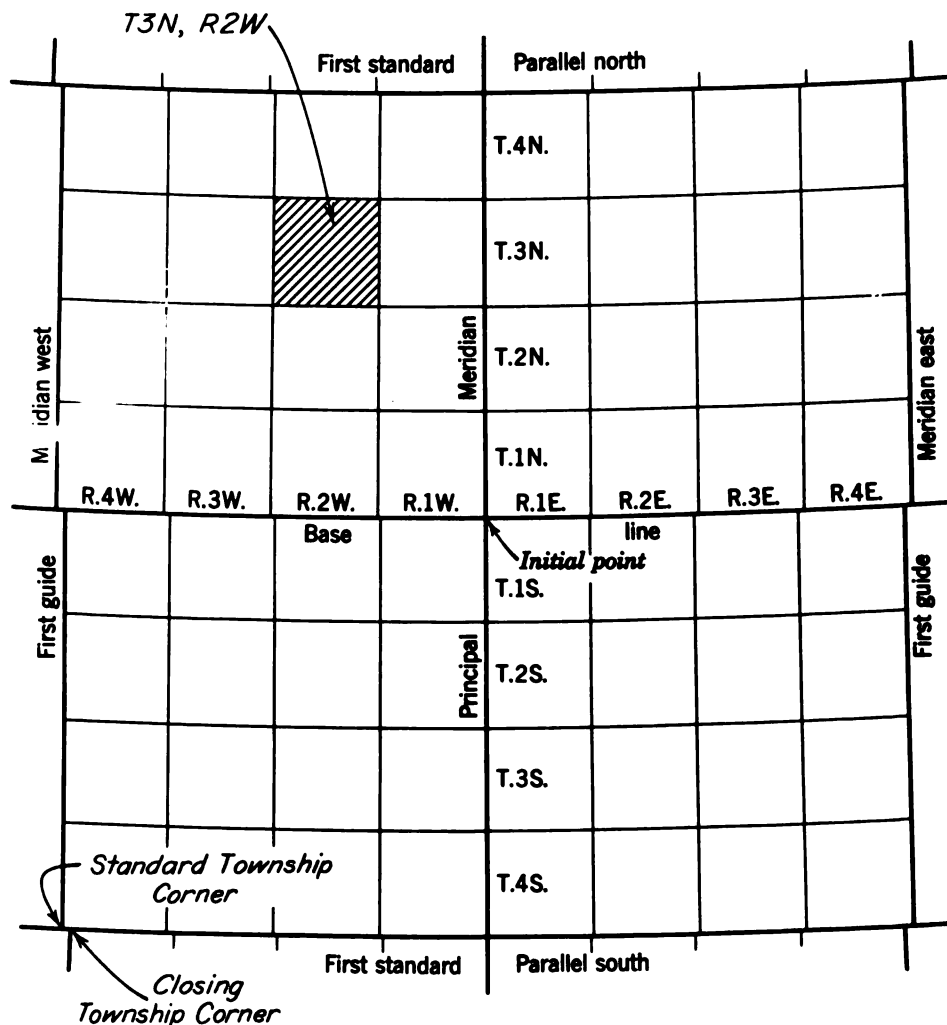 T3N, R2W
First standard Parallel north
T.4N.
T.3N.
T.2N.
T.1N.
Meridian west
Meridian
Meridian east
R.4W. R.3W. R.2W. R.1W. R.1E. R.2E. R.3E. R.4E.
Base line
Initial point
First guide
Principal
First guide
T.1S.
T.2S.
T.3S.
T.4S.
Standard Township
Corner
First standard Parallel south
Closing
Township Corner